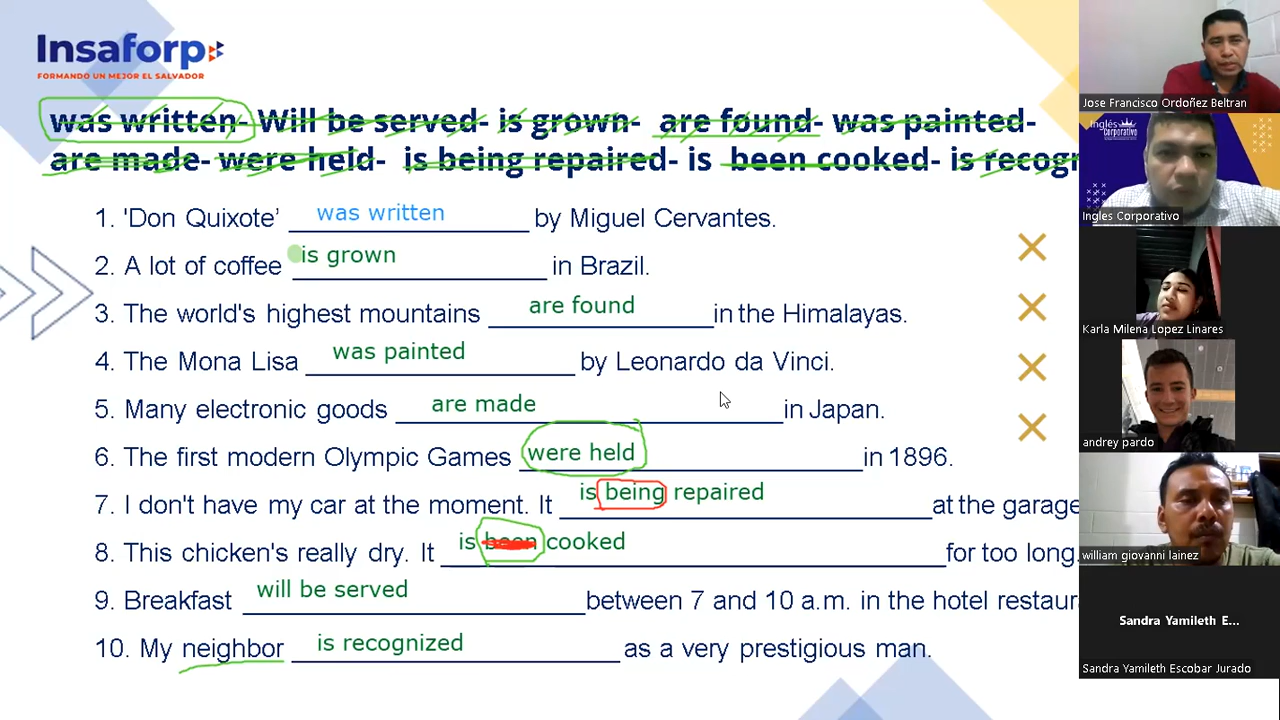 Insaforp
FORMANDO UN MEJOR EL SALVADOR
was written- Will be served- is grown- are found- was painted-
are made- were held- is being repaired- is been cooked- is recogn
1. 'Don Quixote' was written by Miguel Cervantes.
2. A lot of coffee is grown in Brazil.
3. The world's highest mountains are found in the Himalayas.
4. The Mona Lisa was painted by Leonardo da Vinci.
5. Many electronic goods are made in Japan.
6. The first modern Olympic Games were held in 1896.
7. I don't have my car at the moment. It is being repaired at the garage
8. This chicken's really dry. It is been cooked for too long.
9. Breakfast will be served between 7 and 10 a.m. in the hotel restaura
10. My neighbor is recognized as a very prestigious man.
Jose Francisco Ordoñez Beltran
Inglés
Corporativo
Ingles Corporativo
Karla Milena Lopez Linares
andrey pardo
william giovanni lainez
Sandra Yamileth E...
Sandra Yamileth Escobar Jurado